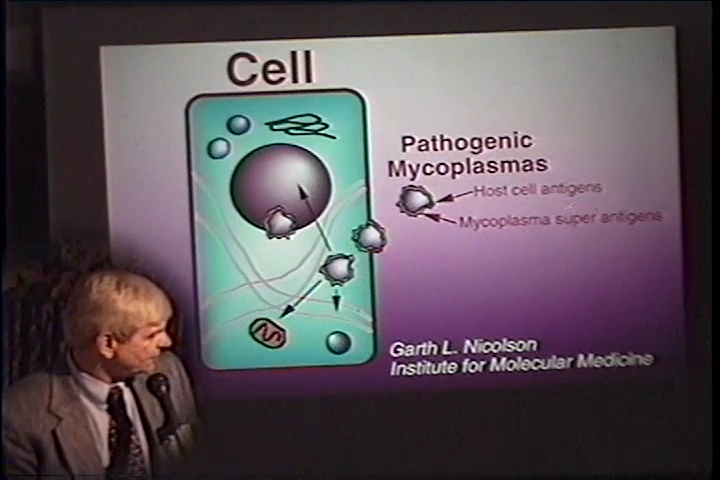 Cell
Pathogenic
Mycoplasmas
Host cell antigens
Mycoplasma super antigens
Garth L. Nicolson
Institute for Molecular Medicine